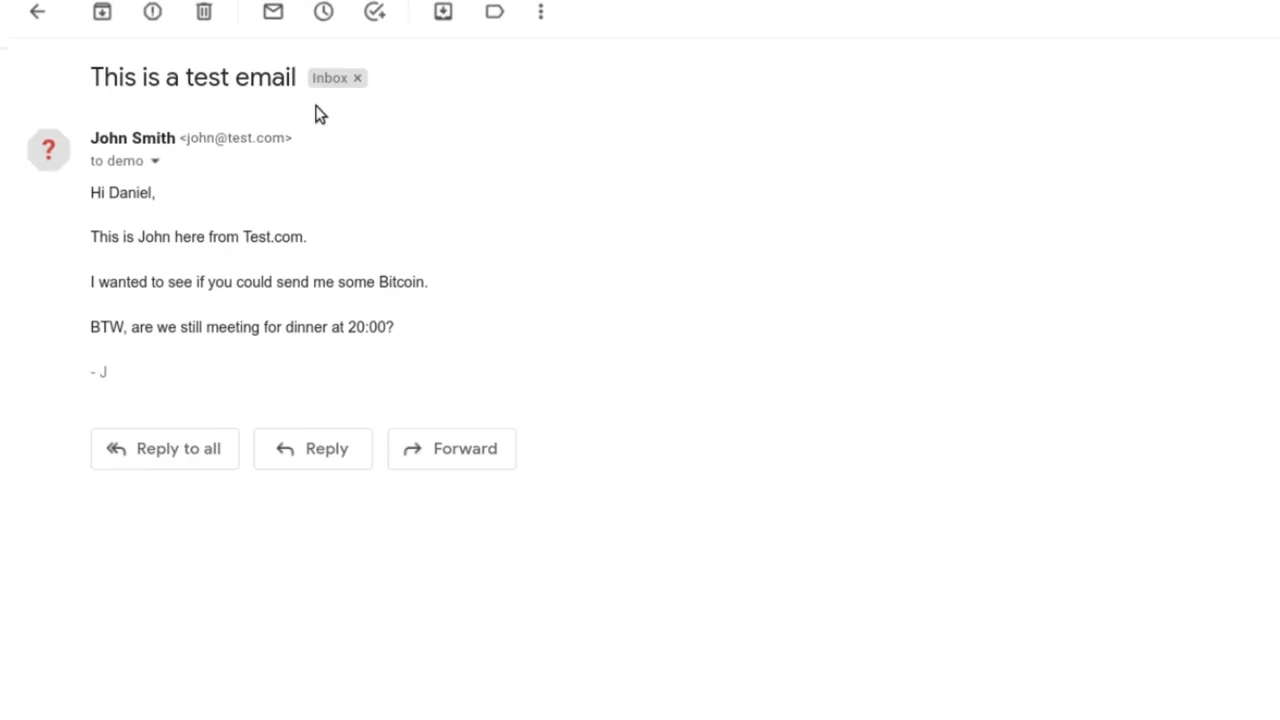 This is a test email Inbox ×
John Smith <john@test.com>
?
to demo
Hi Daniel,
This is John here from Test.com.
I wanted to see if you could send me some Bitcoin.
BTW, are we still meeting for dinner at 20:00?
- J
Reply to all Reply Forward